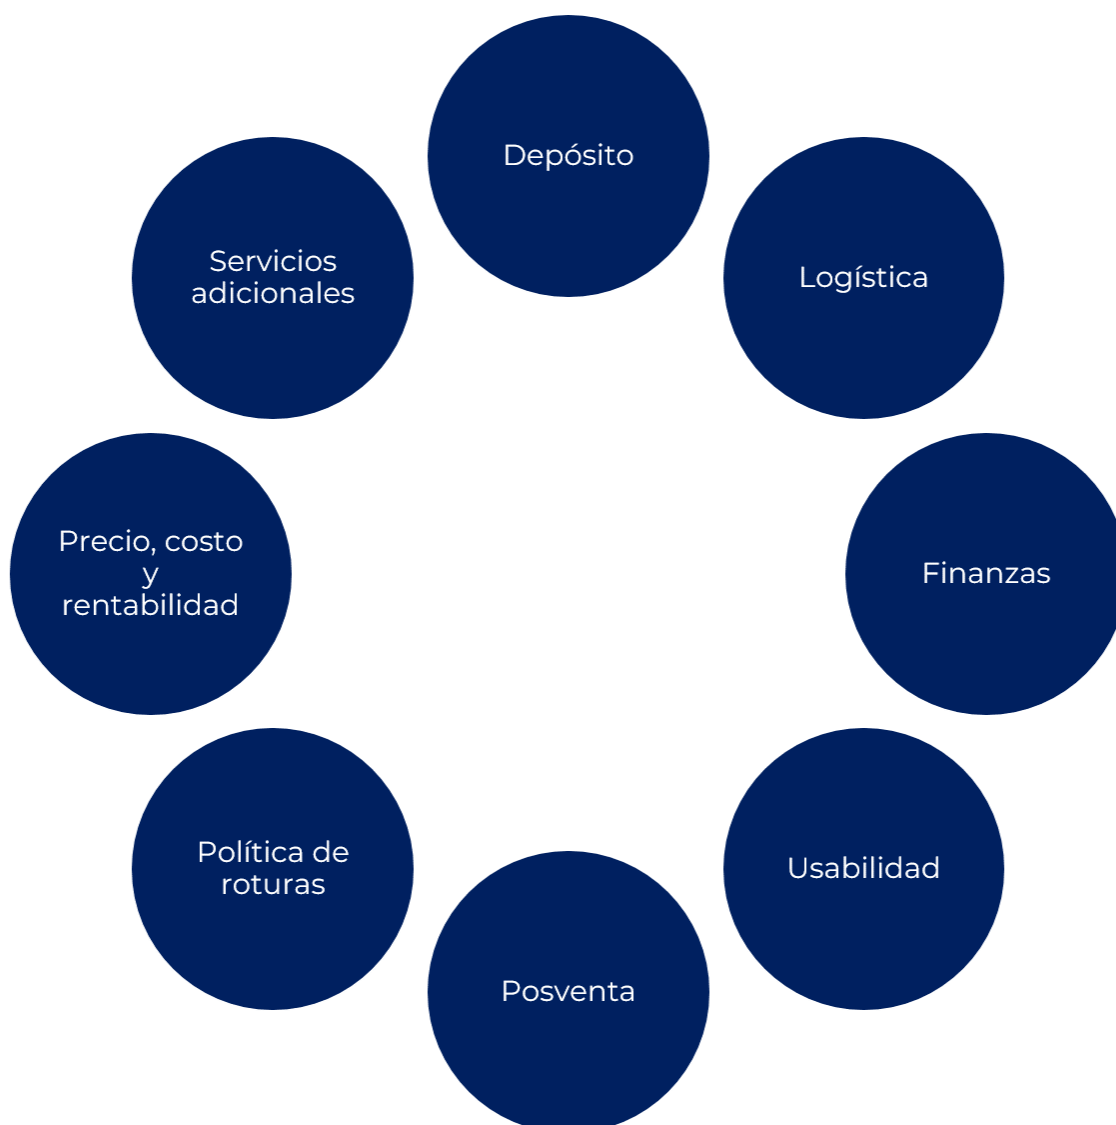 Depósito
Logística
Finanzas
Usabilidad
Posventa
Política de
roturas
Precio, costo
y
rentabilidad
Servicios
adicionales